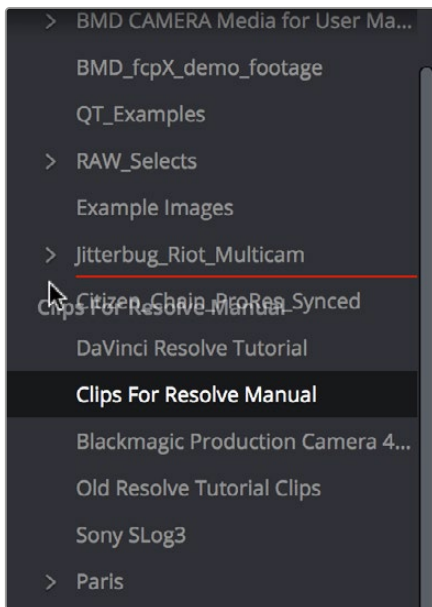 BMD CAMERA Media for User Ma...
BMD_fcpX_demo_footage
QT_Examples
RAW_Selects
Example Images
Jitterbug_Riot_Multicam
Citizen_Chain_ProRes_Synced
Clips For Resolve Manual
DaVinci Resolve Tutorial
Clips For Resolve Manual
Blackmagic Production Camera 4...
Old Resolve Tutorial Clips
Sony SLog3
Paris